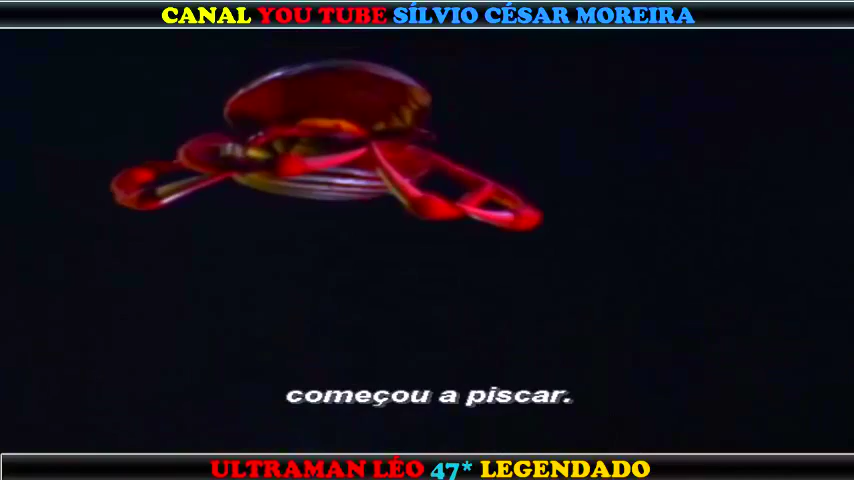 CANAL YOU TUBE SÍLVIO CÉSAR MOREIRA
começou a piscar.
ULTRAMAN LÉO 47* LEGENDADO